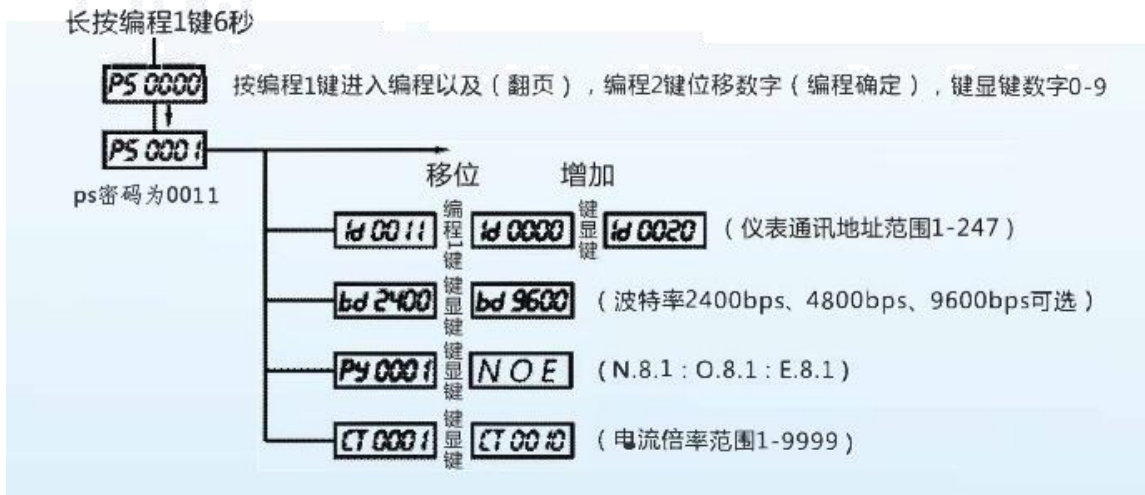 长按编程1键6秒
PS 0000 按编程1键进入编程以及(翻页),编程2键位移数字(编程确定),键显键数字0-9
PS 0001
ps密码为0011
移位 增加
id 0011 编程1键 id 0000 键显键 id 0020 (仪表通讯地址范围1-247)
bd 2400 键显键 bd 9600 (波特率2400bps、4800bps、9600bps可选)
Py 0001 键显键 N O E (N.8.1:O.8.1:E.8.1)
CT 0001 键显键 CT 0010 (电流倍率范围1-9999)